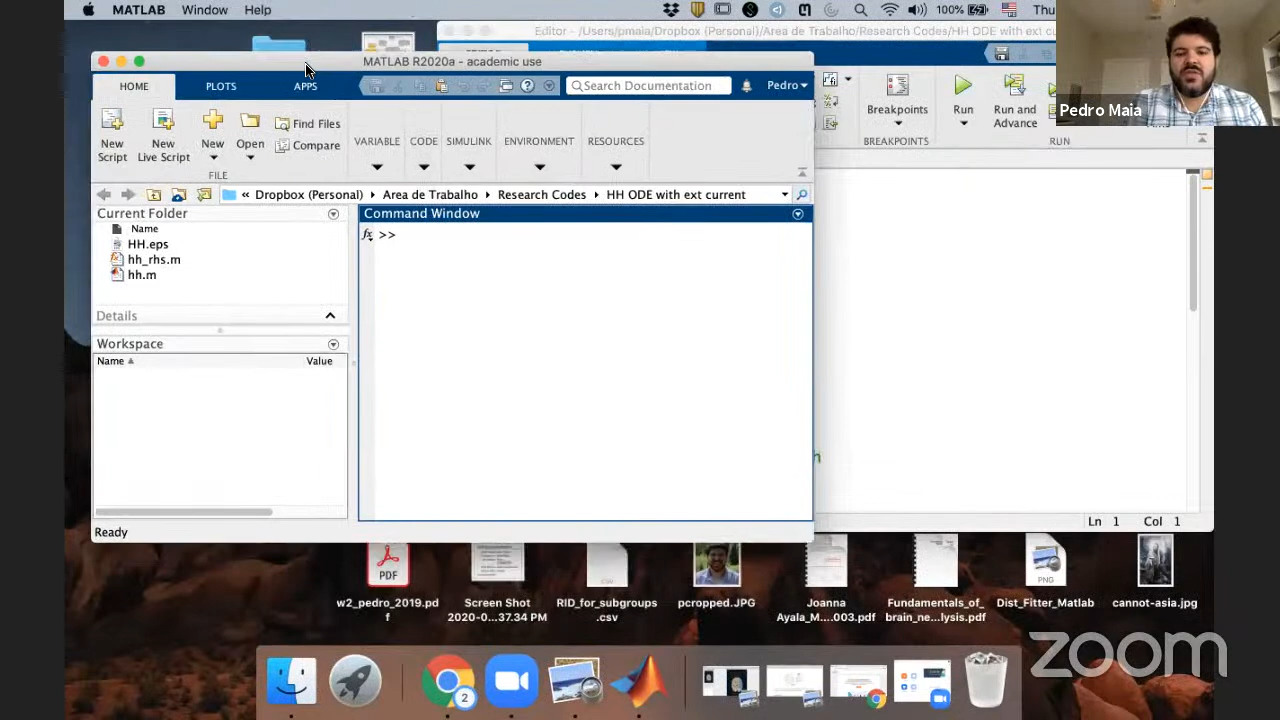 MATLAB Window Help 100% Thu
Editor - /Users/pmaia/Dropbox (Personal)/Area de Trabalho/Research Codes/HH ODE with ext cu
MATLAB R2020a - academic use
HOME PLOTS APPS Search Documentation Pedro
New Script
New Live Script
New
Open
Find Files
Compare
FILE
VARIABLE CODE SIMULINK ENVIRONMENT RESOURCES
Breakpoints
BREAKPOINTS
Run
Run and Advance
RUN
Pedro Maia
« Dropbox (Personal) Area de Trabalho Research Codes HH ODE with ext current
Current Folder
Name
HH.eps
hh_rhs.m
hh.m
Details
Workspace
Name Value
Command Window
fx >>
h
Ready
Ln 1 Col 1
PDF
w2_pedro_2019.pd
f
Screen Shot
2020-0...37.34 PM
CSV
RID_for_subgroups
.csv
pcropped.JPG
Joanna
Ayala_M....003.pdf
Fundamentals_of_
brain_ne...lysis.pdf
PNG
Dist_Fitter_Matlab
cannot-asia.jpg
2
zoom